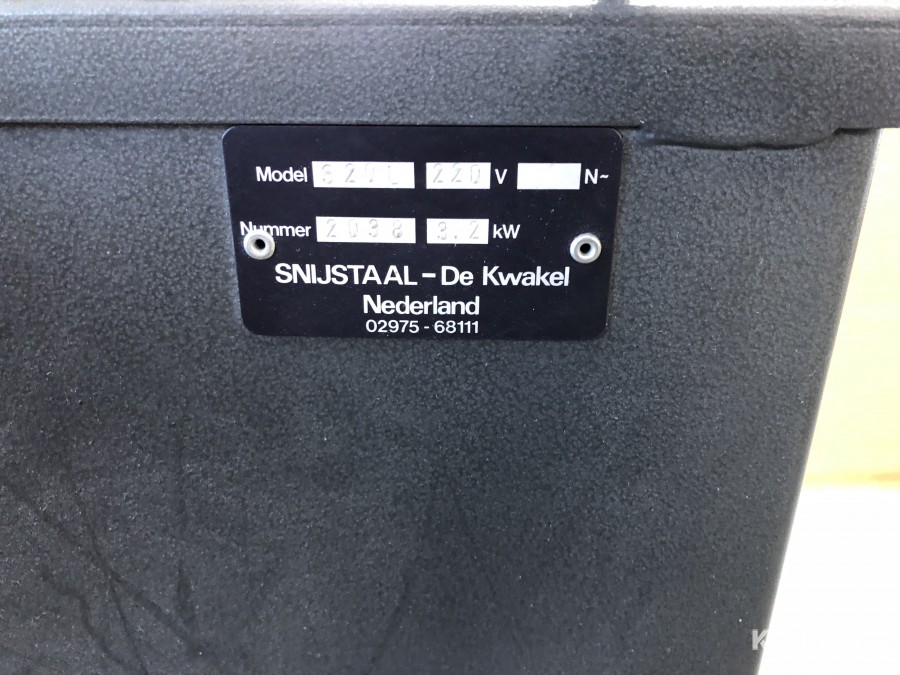 Model S20L 220 V N~
Nummer 2038 3.2 kW
SNIJSTAAL - De Kwakel
Nederland
02975 - 68111